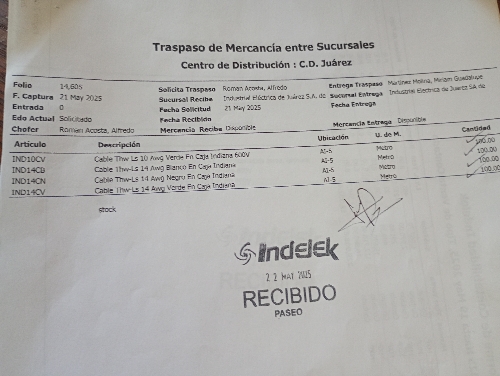 Traspaso de Mercancía entre Sucursales
Centro de Distribución : C.D. Juárez
Folio 14,605 Solicita Traspaso Roman Acosta, Alfredo Entrega Traspaso Martínez Molina, Miriam Guadalupe
F. Captura 21 May 2025 Sucursal Recibe Industrial Eléctrica de Juárez S.A. de Sucursal Entrega Industrial Eléctrica de Juárez SA de
Entrada 0 Fecha Solicitud 21 May 2025 Fecha Entrega
Edo Actual Solicitado Fecha Recibión
Chofer Roman Acosta, Alfredo Mercancía Recibe Disponible Mercancía Entrega Disponible
Artículo Descripción Ubicación U. de M. Cantidad
IND10CV Cable Thw-Ls 10 Awg Verde En Caja Indiana 600V A1-5 Metro 100.00
IND14CB Cable Thw-Ls 14 Awg Blanco En Caja Indiana A1-5 Metro 100.00
IND14CN Cable Thw-Ls 14 Awg Negro En Caja Indiana A1-5 Metro 100.00
IND14CV Cable Thw-Ls 14 Awg Verde En Caja Indiana A1-5 Metro 100.00
stock
Indelek
22 MAY 2025
RECIBIDO
PASEO